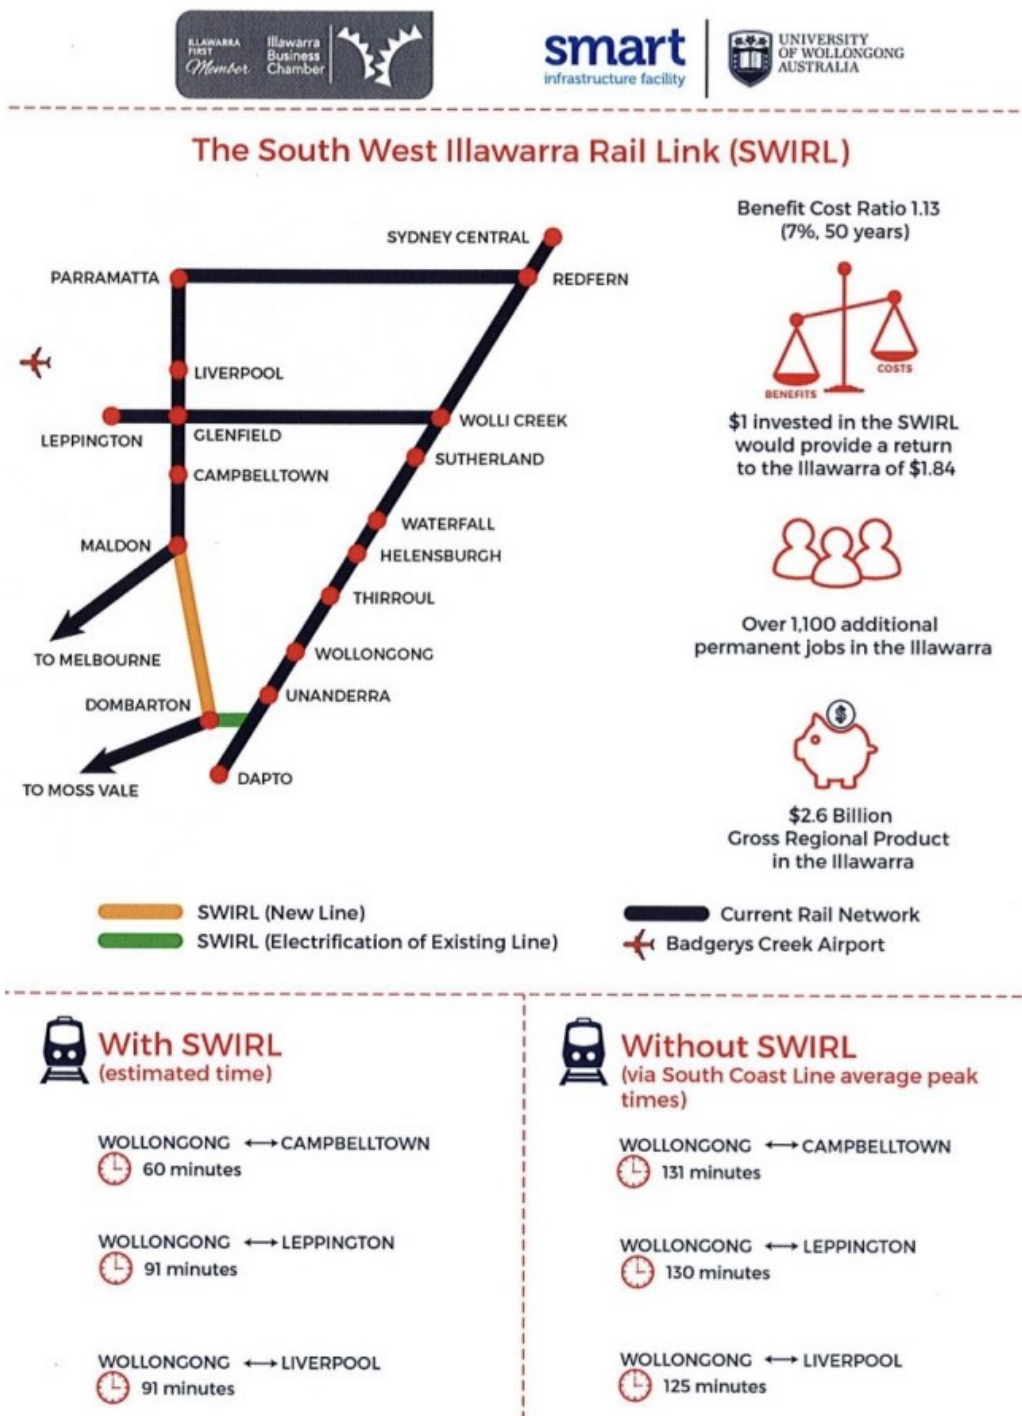 ILLAWARRA
FIRST
Member
Illawarra
Business
Chamber
smart
infrastructure facility
UNIVERSITY
OF WOLLONGONG
AUSTRALIA
The South West Illawarra Rail Link (SWIRL)
SYDNEY CENTRAL
PARRAMATTA
REDFERN
LIVERPOOL
LEPPINGTON
GLENFIELD
WOLLI CREEK
SUTHERLAND
CAMPBELLTOWN
WATERFALL
MALDON
HELENSBURGH
THIRROUL
TO MELBOURNE
WOLLONGONG
DOMBARTON
UNANDERRA
TO MOSS VALE
DAPTO
Benefit Cost Ratio 1.13
(7%, 50 years)
BENEFITS
COSTS
$1 invested in the SWIRL
would provide a return
to the Illawarra of $1.84
Over 1,100 additional
permanent jobs in the Illawarra
$
$2.6 Billion
Gross Regional Product
in the Illawarra
SWIRL (New Line)
SWIRL (Electrification of Existing Line)
Current Rail Network
Badgerys Creek Airport
With SWIRL
(estimated time)
WOLLONGONG ↔ CAMPBELLTOWN
60 minutes
WOLLONGONG ↔ LEPPINGTON
91 minutes
WOLLONGONG ↔ LIVERPOOL
91 minutes
Without SWIRL
(via South Coast Line average peak
times)
WOLLONGONG ↔ CAMPBELLTOWN
131 minutes
WOLLONGONG ↔ LEPPINGTON
130 minutes
WOLLONGONG ↔ LIVERPOOL
125 minutes